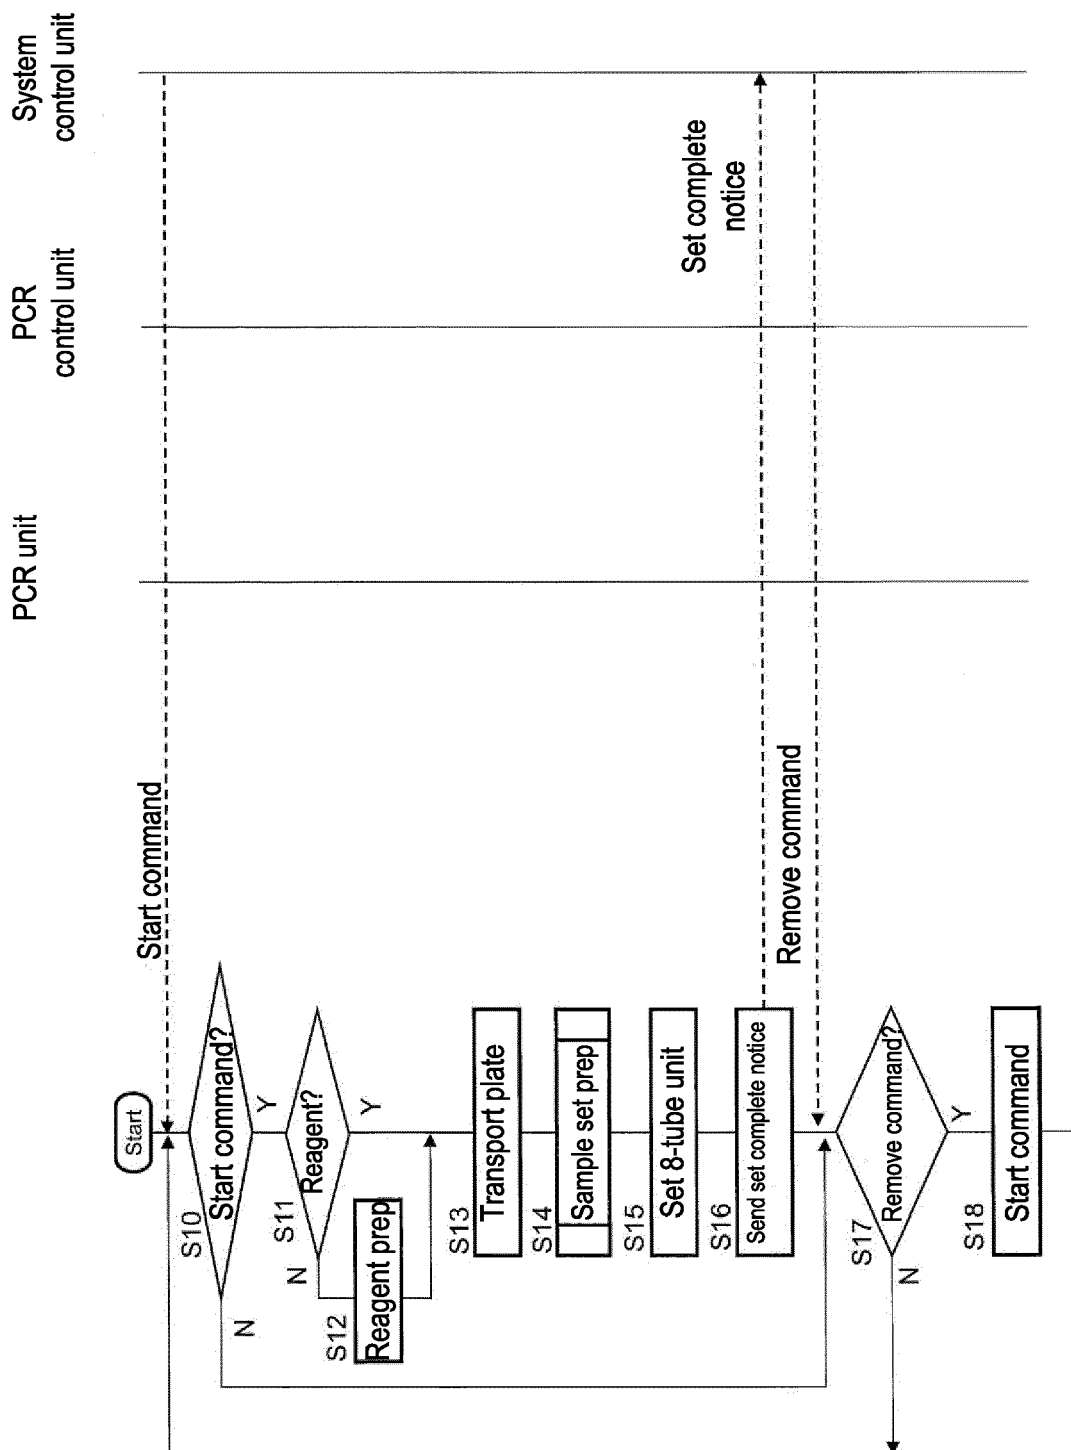 System
control unit
PCR
control unit
PCR unit
Start command
Set complete
notice
Remove command
Start
S10
Start command?
Y
N
S11
Reagent?
Y
N
S12
Reagent prep
S13
Transport plate
S14
Sample set prep
S15
Set 8-tube unit
S16
Send set complete notice
S17
Remove command?
N
Y
S18
Start command